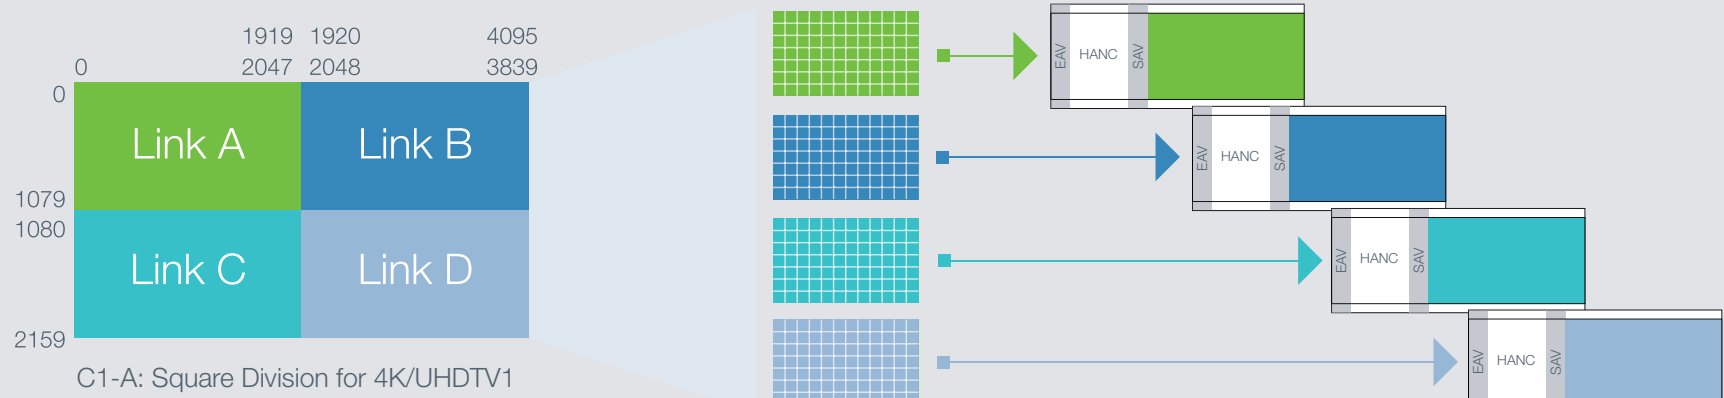 1919 1920 4095
0 2047 2048 3839
0
Link A Link B
1079
1080
Link C Link D
2159
C1-A: Square Division for 4K/UHDTV1
EAV HANC SAV
EAV HANC SAV
EAV HANC SAV
EAV HANC SAV